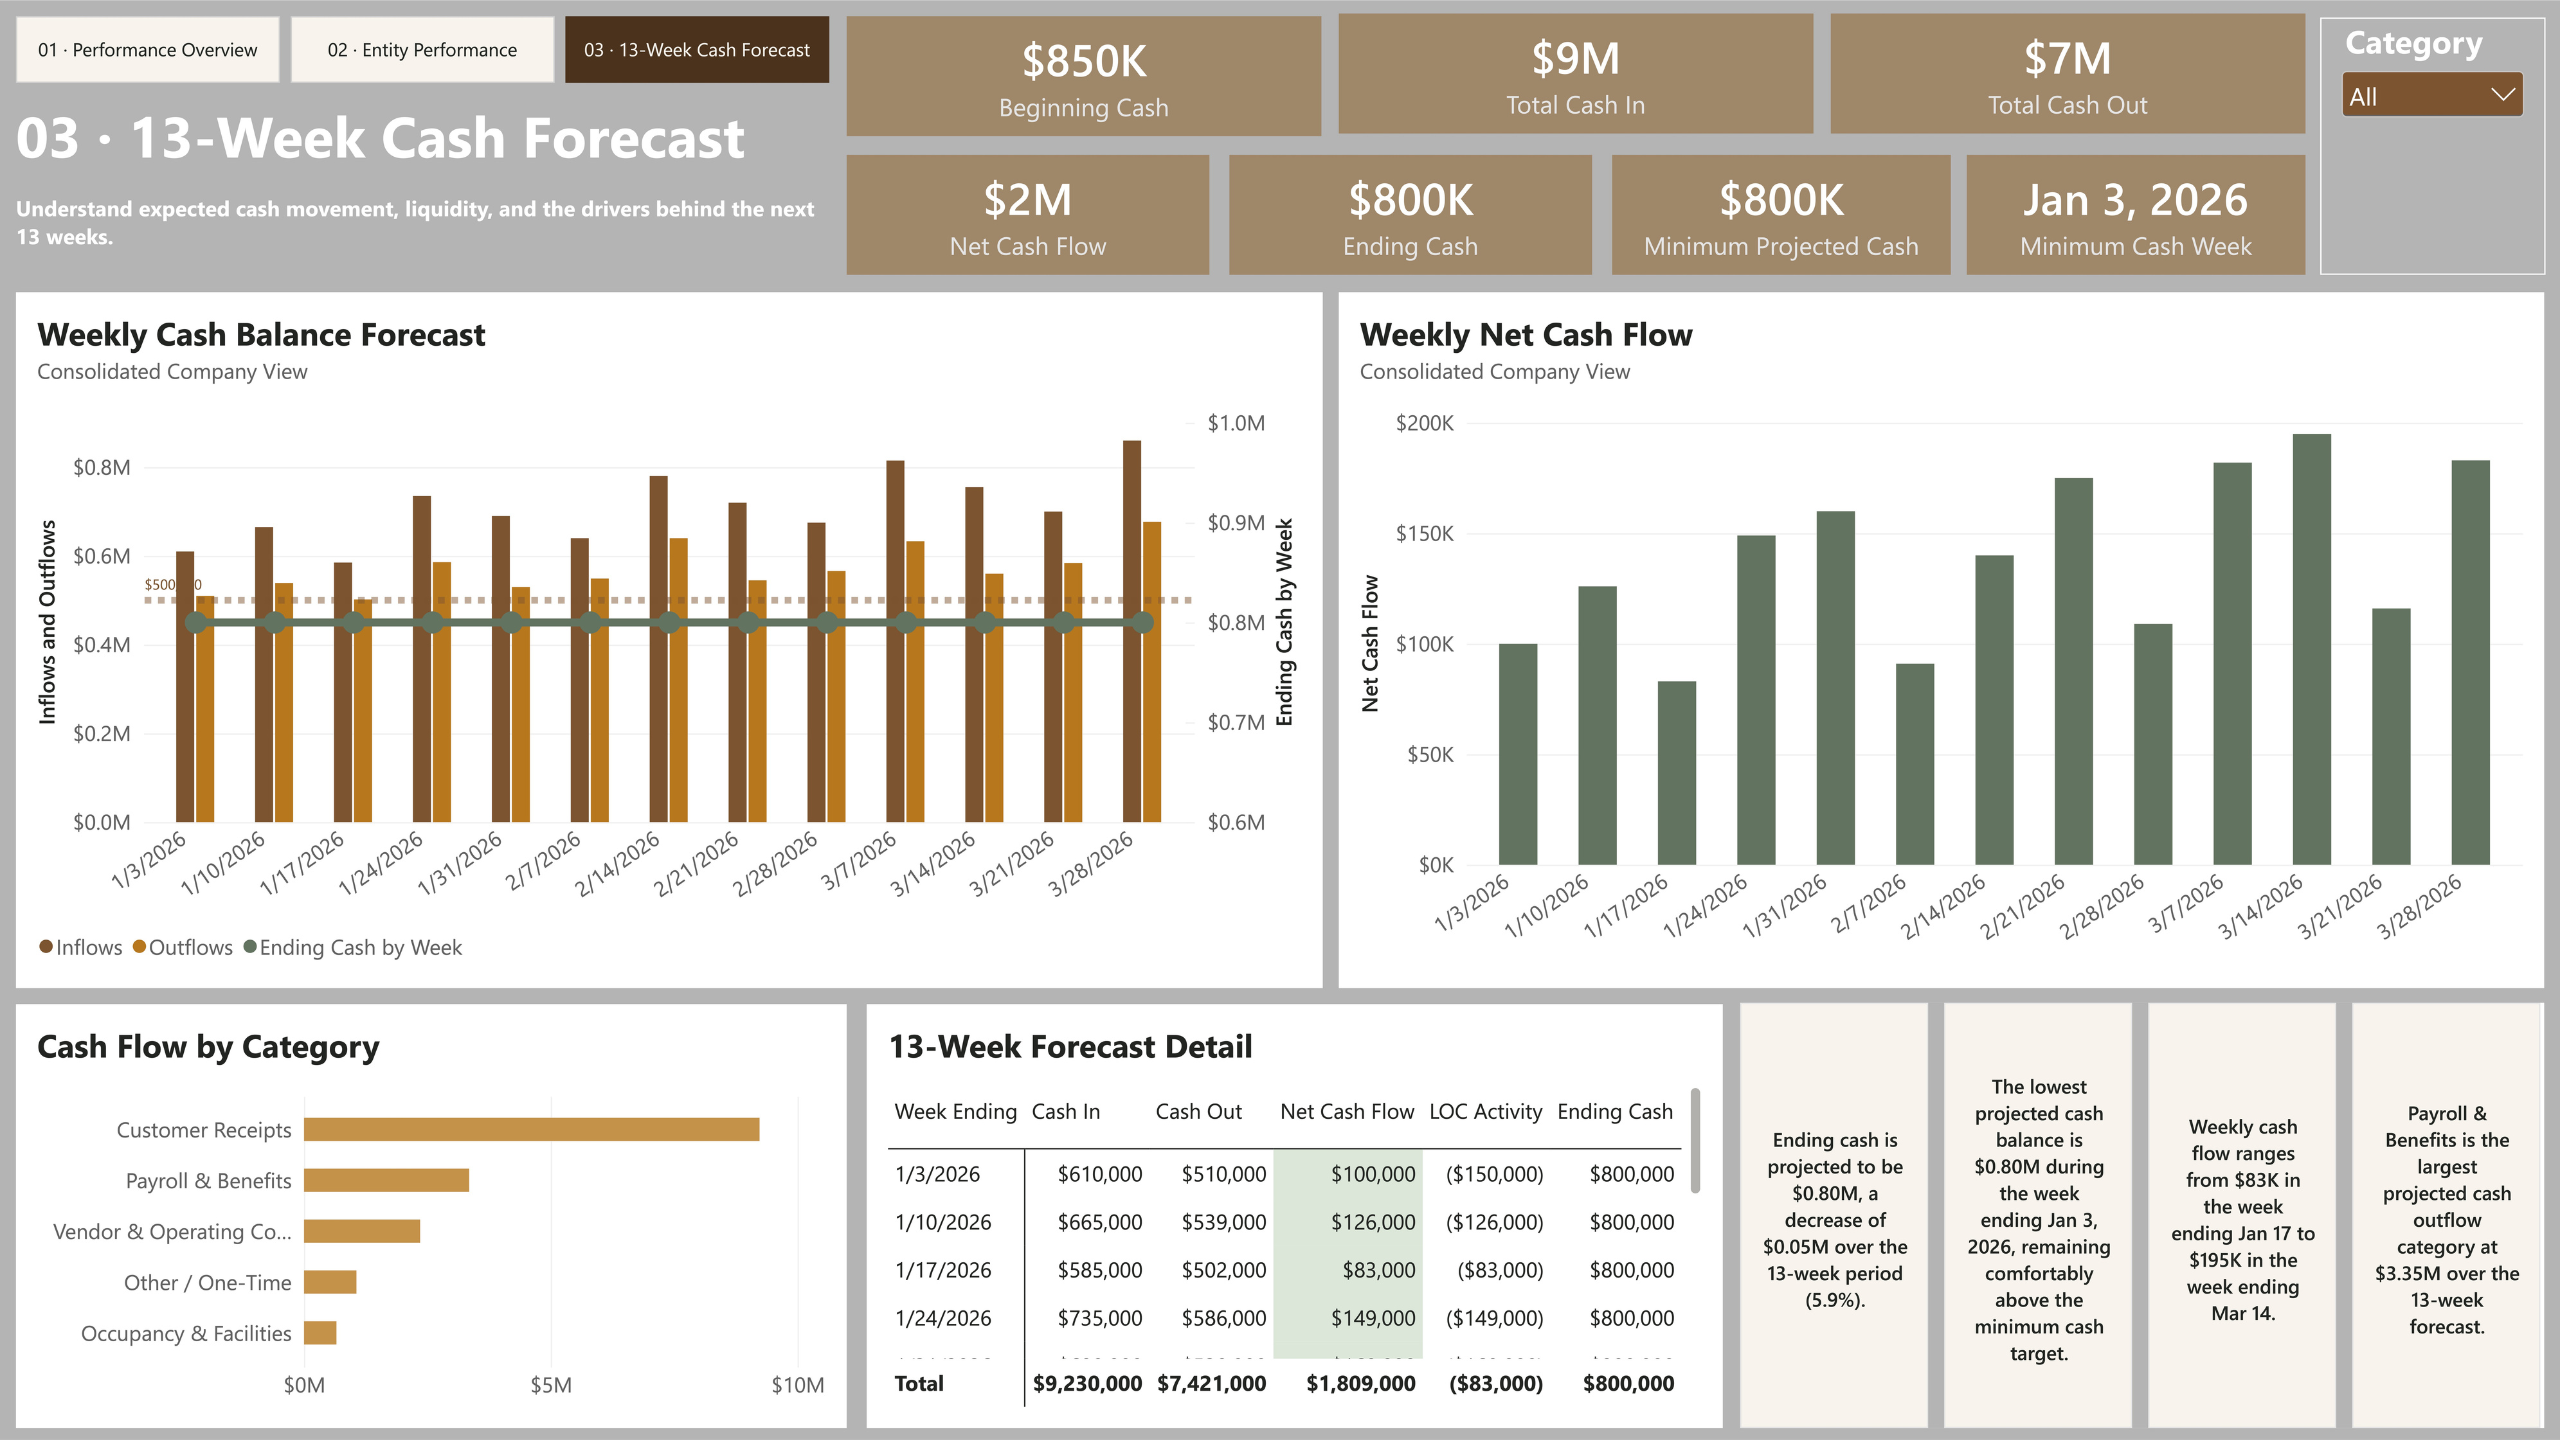 01 · Performance Overview
02 · Entity Performance
03 · 13-Week Cash Forecast
03 · 13-Week Cash Forecast
Understand expected cash movement, liquidity, and the drivers behind the next
13 weeks.
$850K
Beginning Cash
$9M
Total Cash In
$7M
Total Cash Out
$2M
Net Cash Flow
$800K
Ending Cash
$800K
Minimum Projected Cash
Jan 3, 2026
Minimum Cash Week
Category
All
Weekly Cash Balance Forecast
Consolidated Company View
Inflows and Outflows
$0.8M
$0.6M
$0.4M
$0.2M
$0.0M
$1.0M
$0.9M
$0.8M
$0.7M
$0.6M
Ending Cash by Week
1/3/2026
1/10/2026
1/17/2026
1/24/2026
1/31/2026
2/7/2026
2/14/2026
2/21/2026
2/28/2026
3/7/2026
3/14/2026
3/21/2026
3/28/2026
Inflows Outflows Ending Cash by Week
Weekly Net Cash Flow
Consolidated Company View
Net Cash Flow
$200K
$150K
$100K
$50K
$0K
1/3/2026
1/10/2026
1/17/2026
1/24/2026
1/31/2026
2/7/2026
2/14/2026
2/21/2026
2/28/2026
3/7/2026
3/14/2026
3/21/2026
3/28/2026
Cash Flow by Category
Customer Receipts
Payroll & Benefits
Vendor & Operating Co...
Other / One-Time
Occupancy & Facilities
$0M $5M $10M
13-Week Forecast Detail
Week Ending Cash In Cash Out Net Cash Flow LOC Activity Ending Cash
1/3/2026 $610,000 $510,000 $100,000 ($150,000) $800,000
1/10/2026 $665,000 $539,000 $126,000 ($126,000) $800,000
1/17/2026 $585,000 $502,000 $83,000 ($83,000) $800,000
1/24/2026 $735,000 $586,000 $149,000 ($149,000) $800,000
Total $9,230,000 $7,421,000 $1,809,000 ($83,000) $800,000
Ending cash is
projected to be
$0.80M, a
decrease of
$0.05M over the
13-week period
(5.9%).
The lowest
projected cash
balance is
$0.80M during
the week
ending Jan 3,
2026, remaining
comfortably
above the
minimum cash
target.
Weekly cash
flow ranges
from $83K in
the week
ending Jan 17 to
$195K in the
week ending
Mar 14.
Payroll &
Benefits is the
largest
projected cash
outflow
category at
$3.35M over the
13-week
forecast.